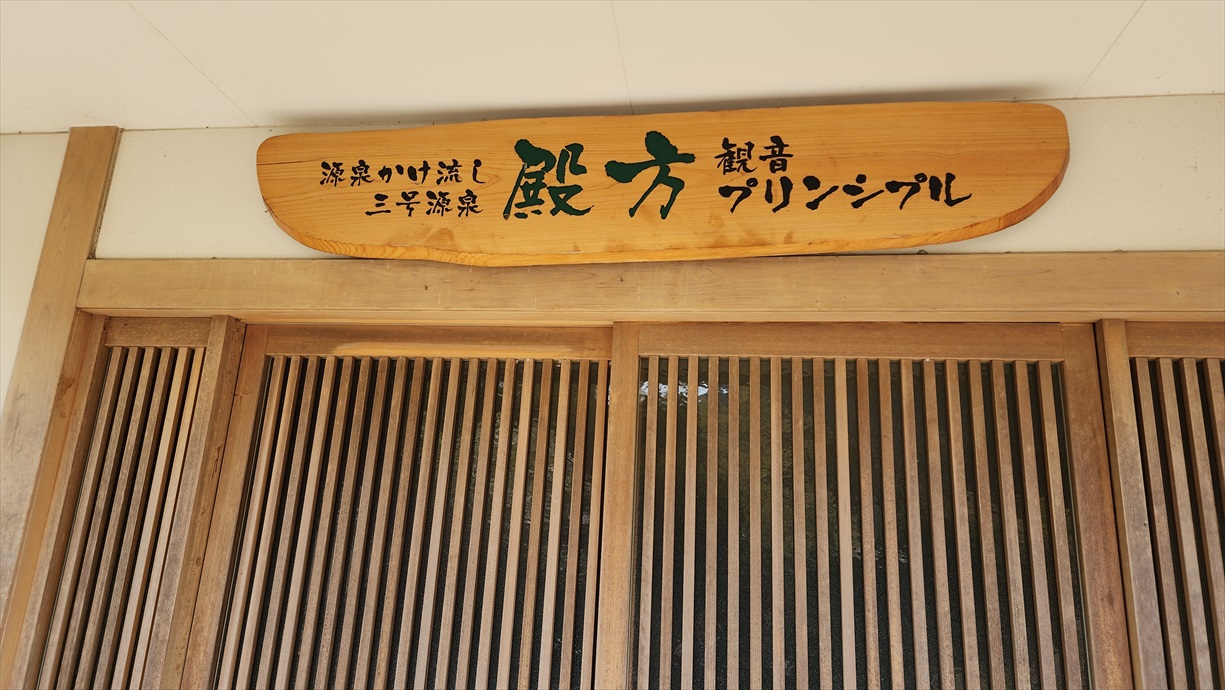 源泉かけ流し
三号源泉
殿方
観音
プリンシプル